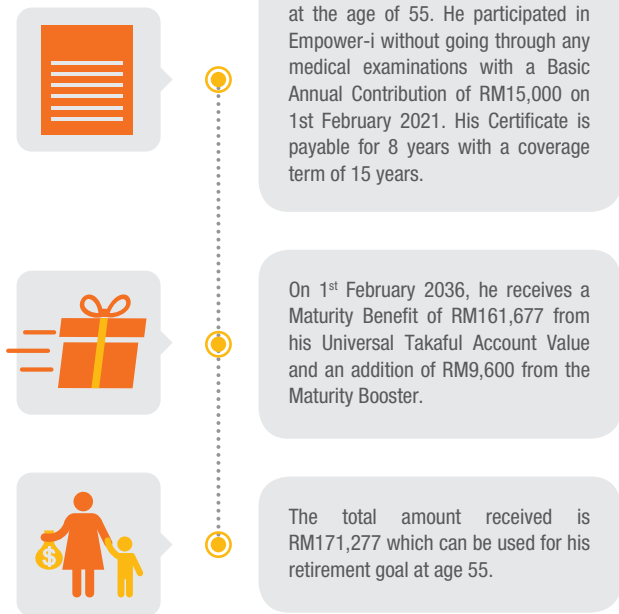 at the age of 55. He participated in
Empower-i without going through any
medical examinations with a Basic
Annual Contribution of RM15,000 on
1st February 2021. His Certificate is
payable for 8 years with a coverage
term of 15 years.
On 1st February 2036, he receives a
Maturity Benefit of RM161,677 from
his Universal Takaful Account Value
and an addition of RM9,600 from the
Maturity Booster.
$
The total amount received is
RM171,277 which can be used for his
retirement goal at age 55.